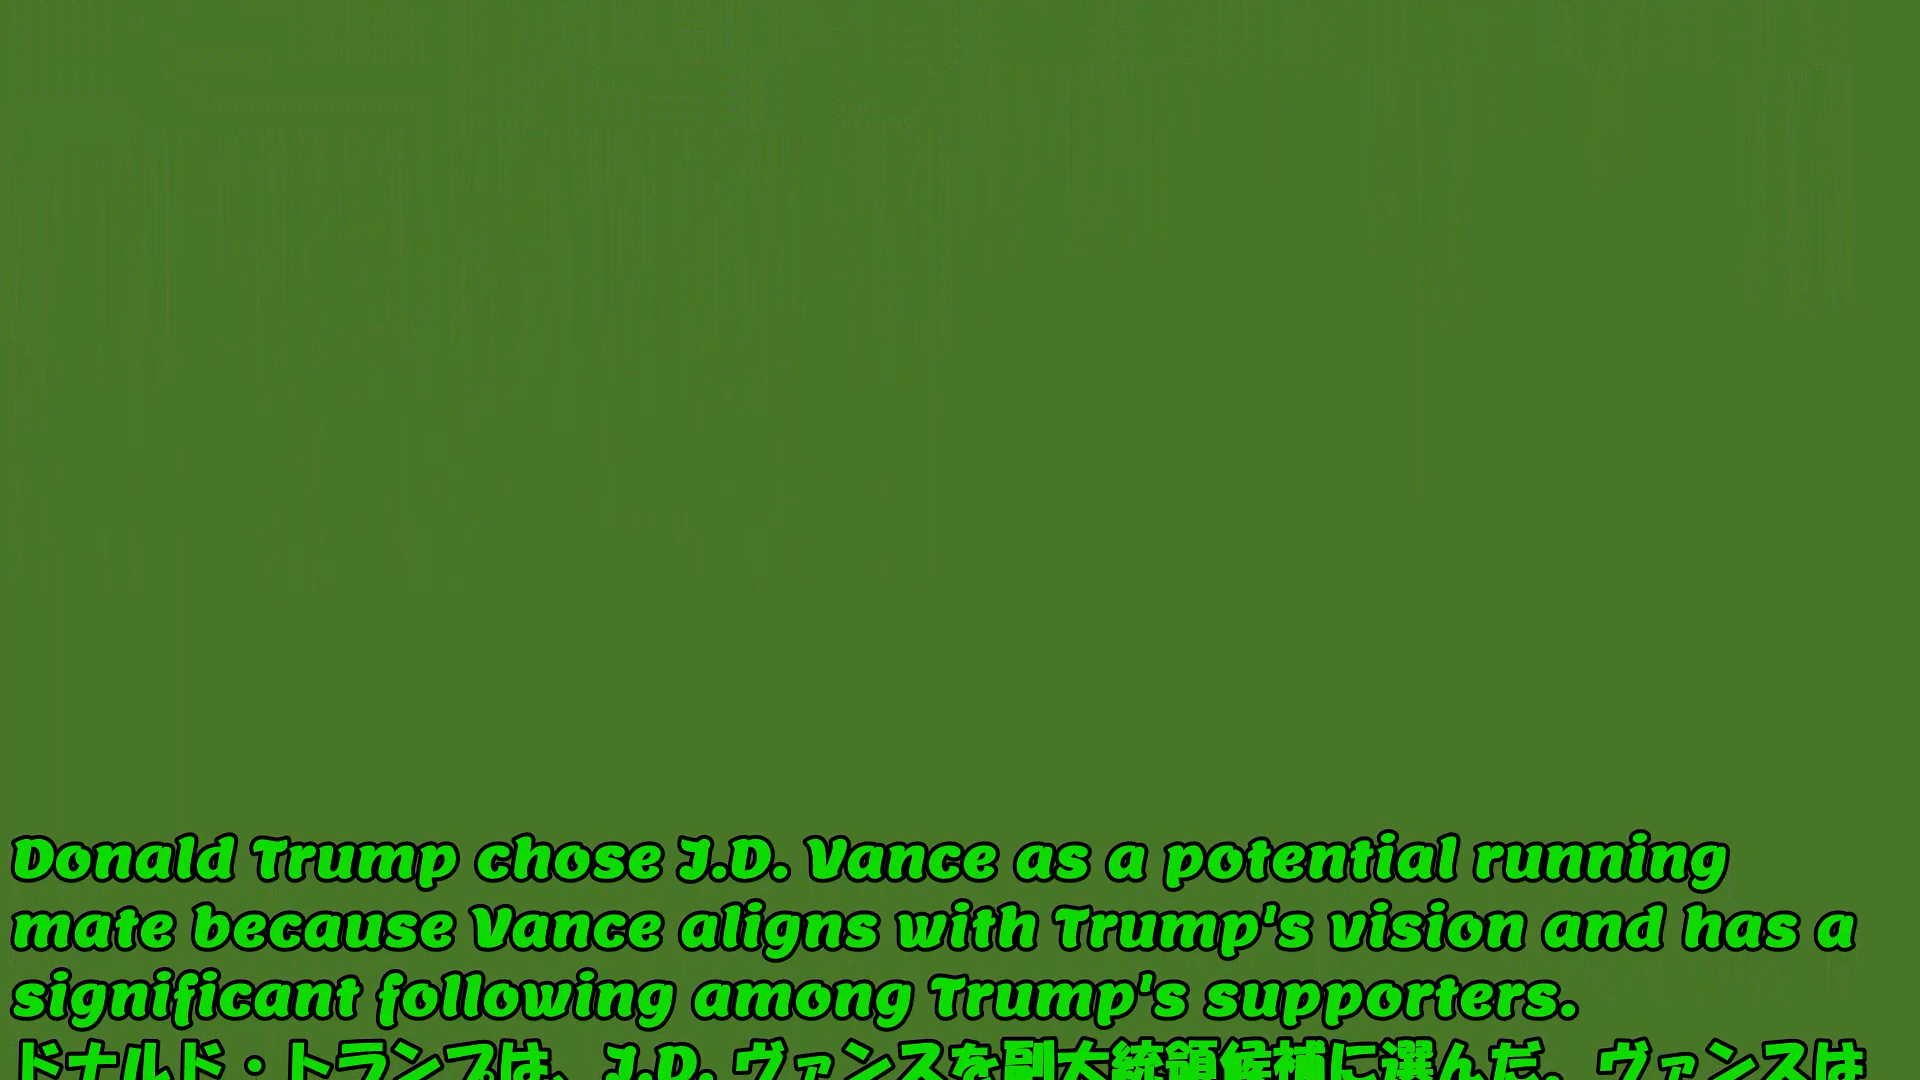 Donald Trump chose J.D. Vance as a potential running
mate because Vance aligns with Trump's vision and has a
significant following among Trump's supporters.
ドナルド・トランプは、J.D. ヴァンスを副大統領候補に選んだ。ヴァンスは